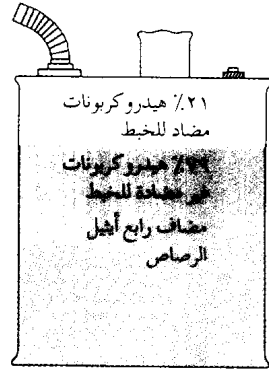 ٢١٪ هيدروكربونات
مضاد للخبط
٧٩٪ هيدروكربونات
غير مضادة للخبط
مضاف رابع أيثيل
الرصاص